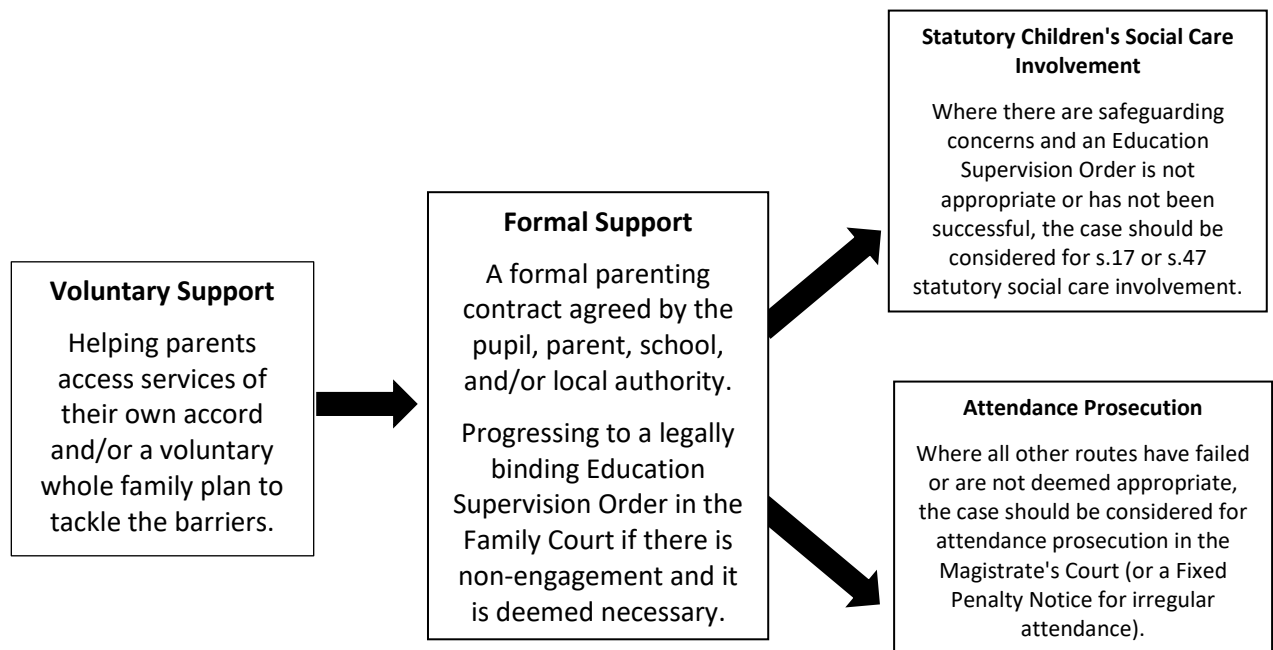 Voluntary Support
Helping parents
access services of
their own accord
and/or a voluntary
whole family plan to
tackle the barriers.
Formal Support
A formal parenting
contract agreed by the
pupil, parent, school,
and/or local authority.
Progressing to a legally
binding Education
Supervision Order in the
Family Court if there is
non-engagement and it
is deemed necessary.
Statutory Children's Social Care
Involvement
Where there are safeguarding
concerns and an Education
Supervision Order is not
appropriate or has not been
successful, the case should be
considered for s.17 or s.47
statutory social care involvement.
Attendance Prosecution
Where all other routes have failed
or are not deemed appropriate,
the case should be considered for
attendance prosecution in the
Magistrate's Court (or a Fixed
Penalty Notice for irregular
attendance).